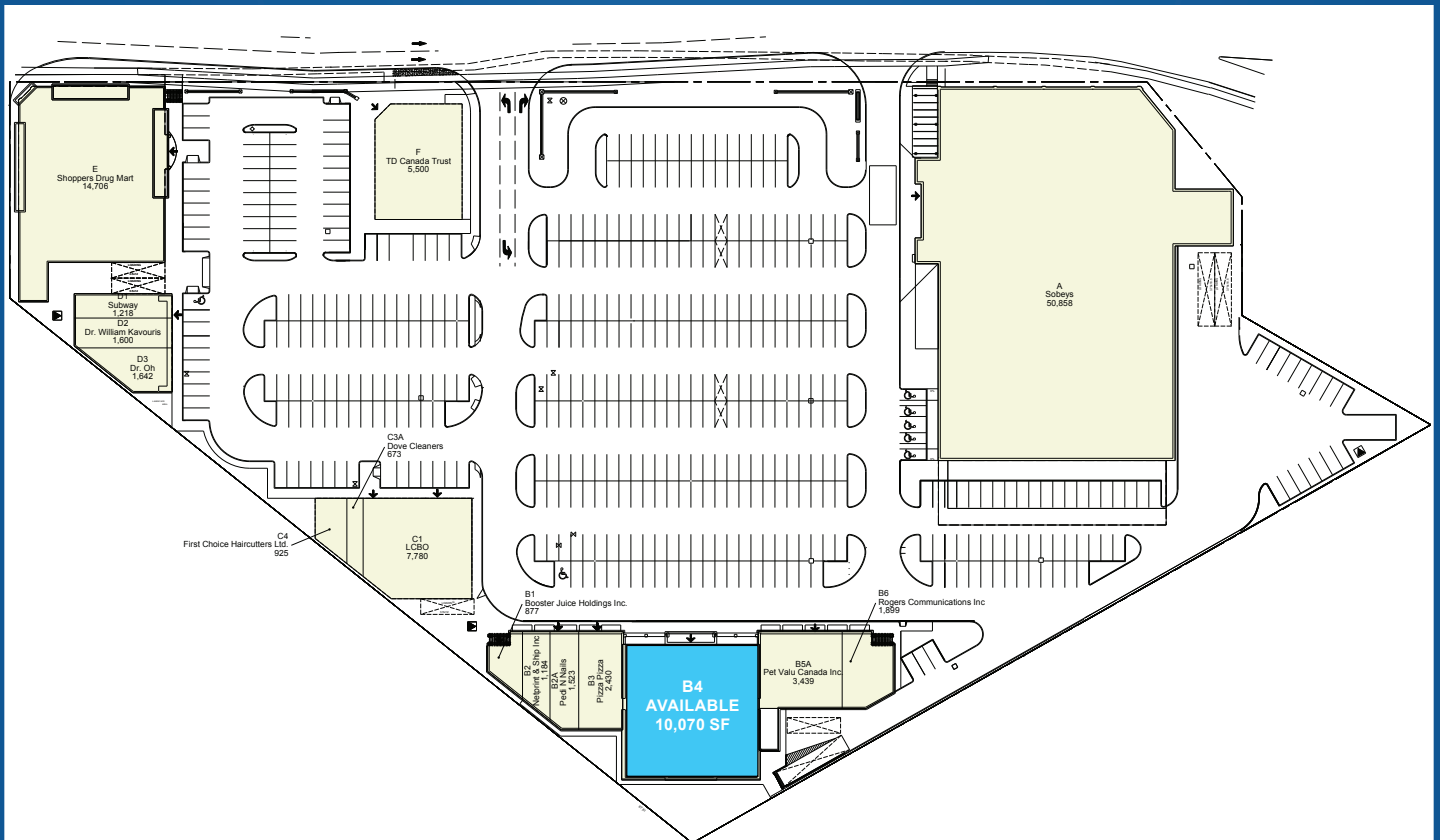 E
Shoppers Drug Mart
14,706
F
TD Canada Trust
5,500
A
Sobeys
50,858
D1
Subway
1,218
D2
Dr. William Kavouris
1,600
D3
Dr. Oh
1,642
C3A
Dove Cleaners
673
C4
First Choice Haircutters Ltd.
925
C1
LCBO
7,780
B1
Booster Juice Holdings Inc.
877
B2
Netprint & Ship Inc
1,184
B2A
Pedi N Nails
1,523
B3
Pizza Pizza
2,430
B4
AVAILABLE
10,070 SF
B5A
Pet Valu Canada Inc.
3,439
B6
Rogers Communications Inc
1,899